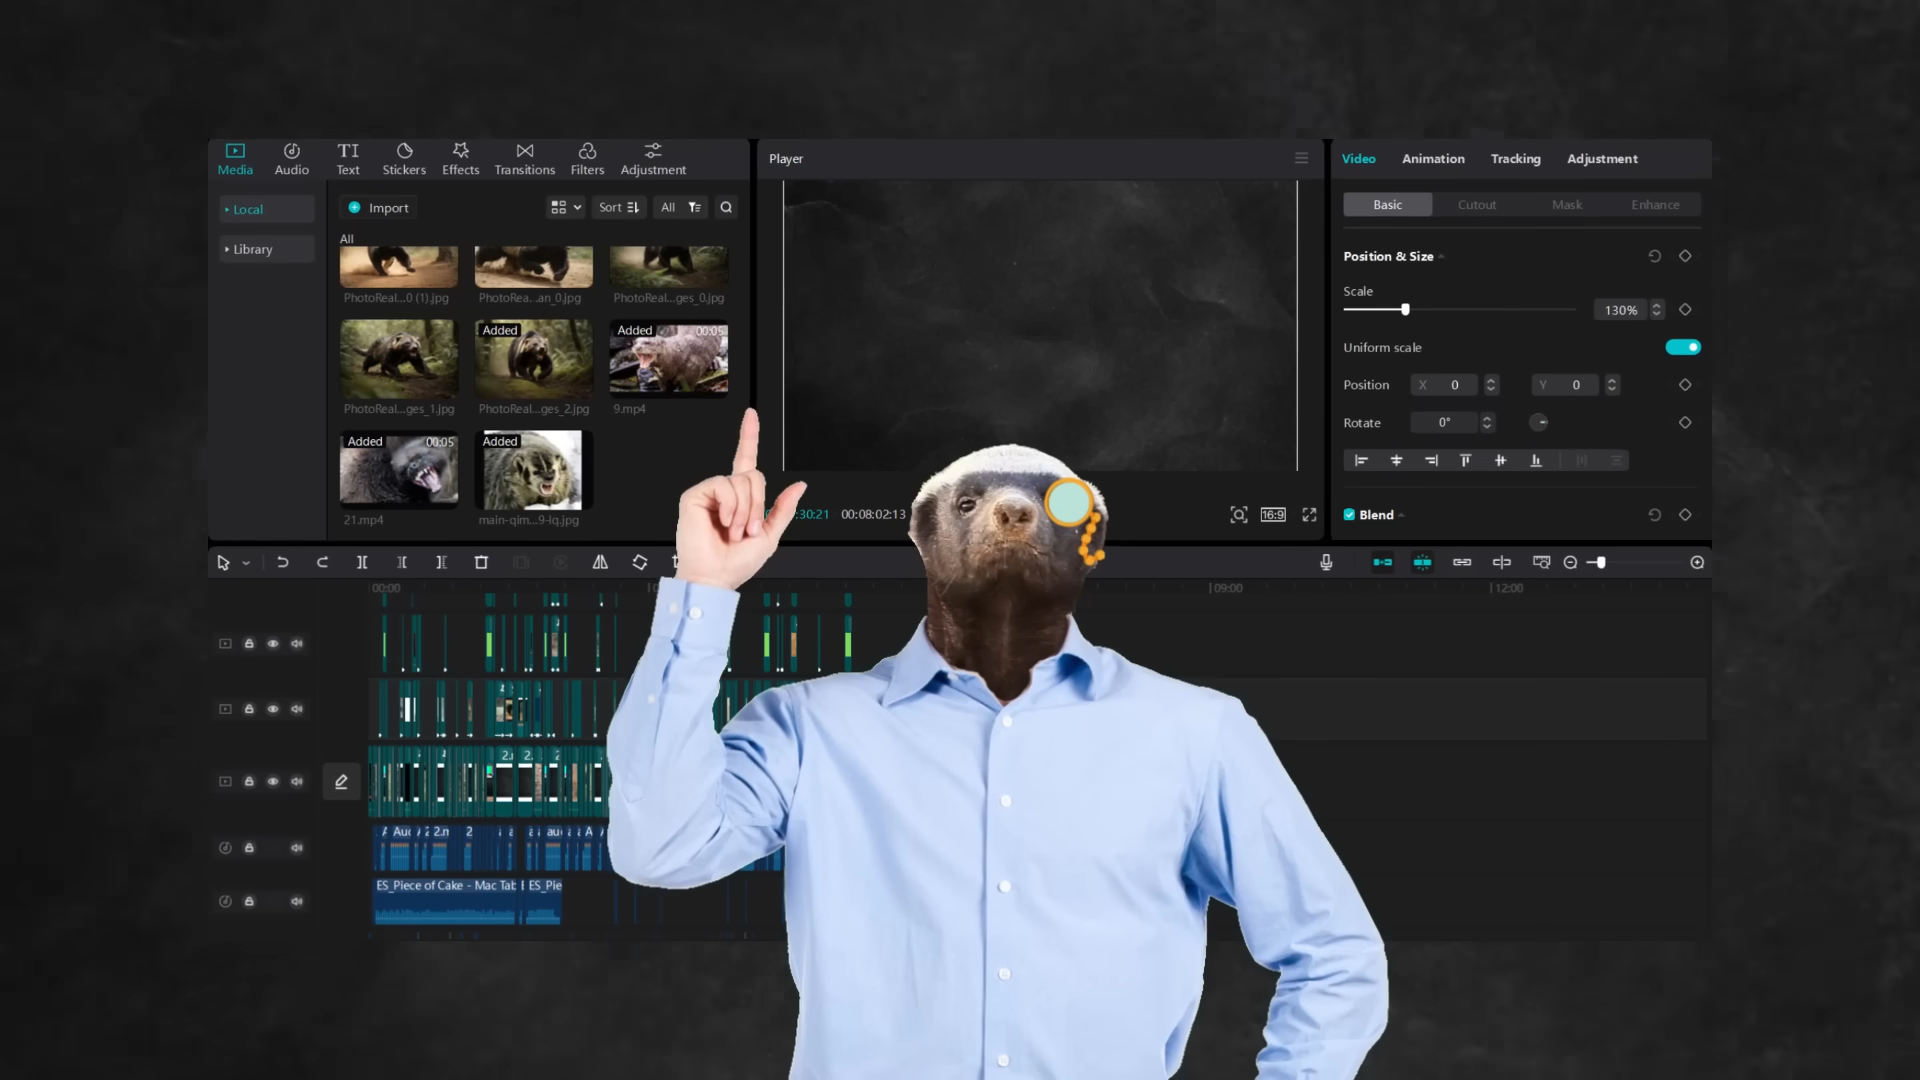 Media Audio Text Stickers Effects Transitions Filters Adjustment
Local
Library
Import
Sort
All
All
PhotoReal...0 (1).jpg
PhotoRea...an_0.jpg
PhotoReal...ges_0.jpg
Added
Added
00:05
PhotoReal...ges_1.jpg
PhotoReal...ges_2.jpg
9.mp4
Added
00:05
Added
21.mp4
main-qim...9-lq.jpg
Player
:30:21
00:08:02:13
16:9
Video Animation Tracking Adjustment
Basic Cutout Mask Enhance
Position & Size
Scale
130%
Uniform scale
Position X 0 Y 0
Rotate 0°
Blend
00:00
09:00
12:00
ES_Piece of Cake - Mac Tab
ES_Pie